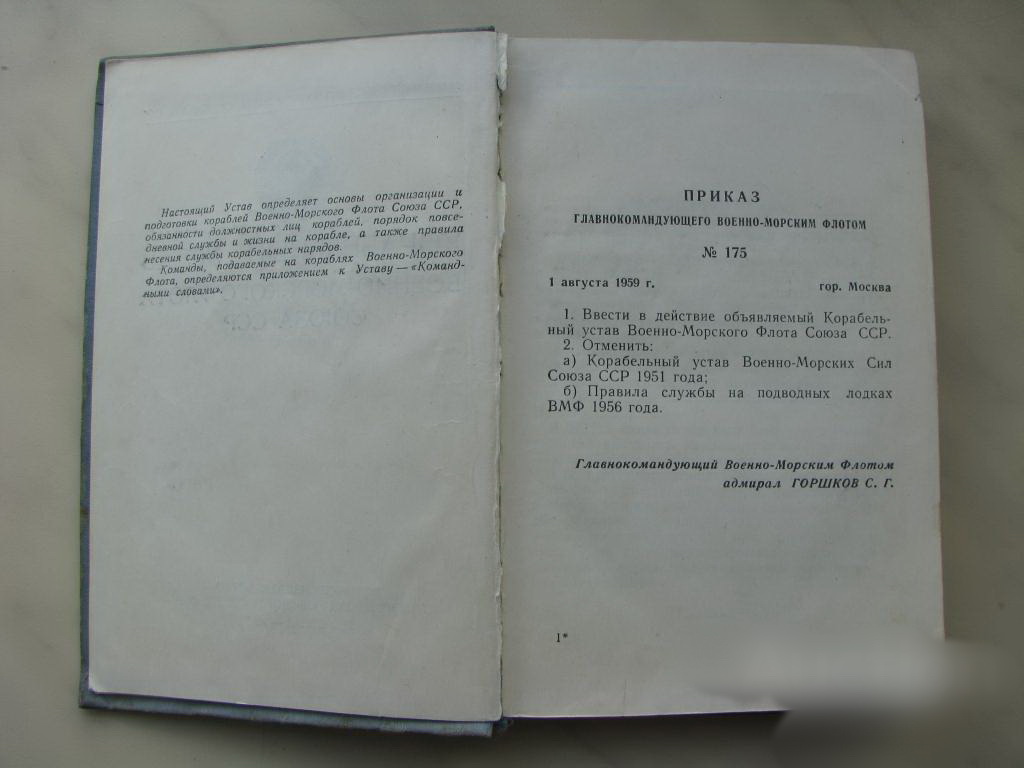 Настоящий Устав определяет основы организации и
подготовки кораблей Военно-Морского Флота Союза ССР,
обязанности должностных лиц кораблей, порядок повсе-
дневной службы и жизни на корабле, а также правила
несения службы корабельных нарядов.
Команды, подаваемые на кораблях Военно-Морского
Флота, определяются приложением к Уставу — «Команд-
ными словами».
ПРИКАЗ
ГЛАВНОКОМАНДУЮЩЕГО ВОЕННО-МОРСКИМ ФЛОТОМ
№ 175
1 августа 1959 г. гор. Москва
1. Ввести в действие объявляемый Корабель-
ный устав Военно-Морского Флота Союза ССР.
2. Отменить:
а) Корабельный устав Военно-Морских Сил
Союза ССР 1951 года;
б) Правила службы на подводных лодках
ВМФ 1956 года.
Главнокомандующий Военно-Морским Флотом
адмирал ГОРШКОВ С. Г.
1*